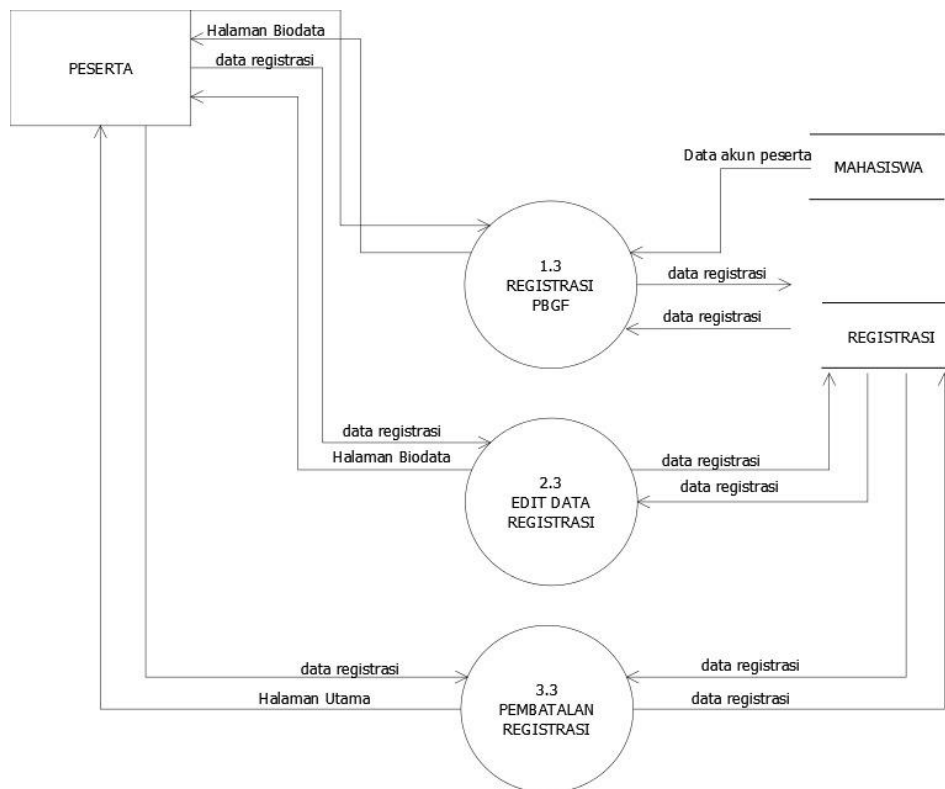 Halaman Biodata
data registrasi
PESERTA
Data akun peserta
MAHASISWA
1.3
REGISTRASI
PBGF
data registrasi
data registrasi
REGISTRASI
data registrasi
Halaman Biodata
2.3
EDIT DATA
REGISTRASI
data registrasi
data registrasi
data registrasi
Halaman Utama
3.3
PEMBATALAN
REGISTRASI
data registrasi
data registrasi